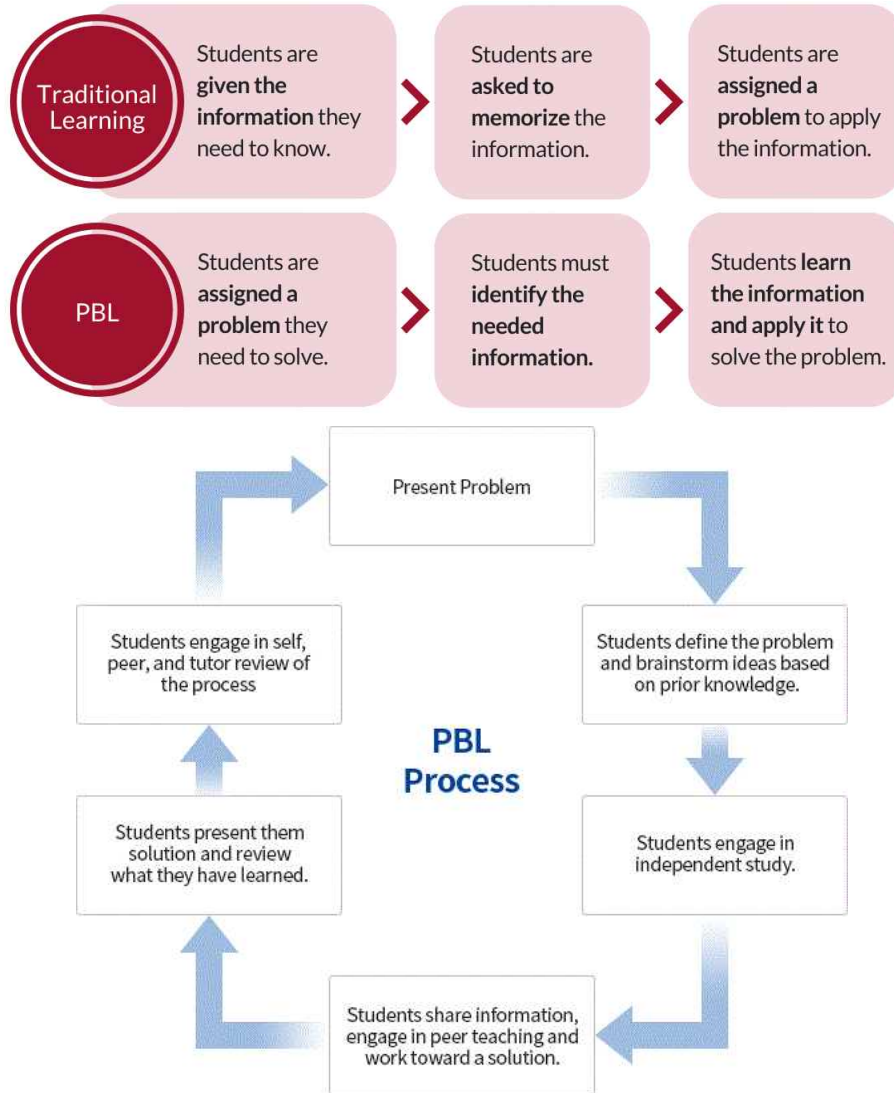 Traditional
Learning
Students are
given the
information they
need to know.
Students are
asked to
memorize the
information.
Students are
assigned a
problem to apply
the information.
PBL
Students are
assigned a
problem they
need to solve.
Students must
identify the
needed
information.
Students learn
the information
and apply it to
solve the problem.
Present Problem
Students define the problem
and brainstorm ideas based
on prior knowledge.
Students engage in
independent study.
Students share information,
engage in peer teaching and
work toward a solution.
Students present them
solution and review
what they have learned.
Students engage in self,
peer, and tutor review of
the process
PBL
Process